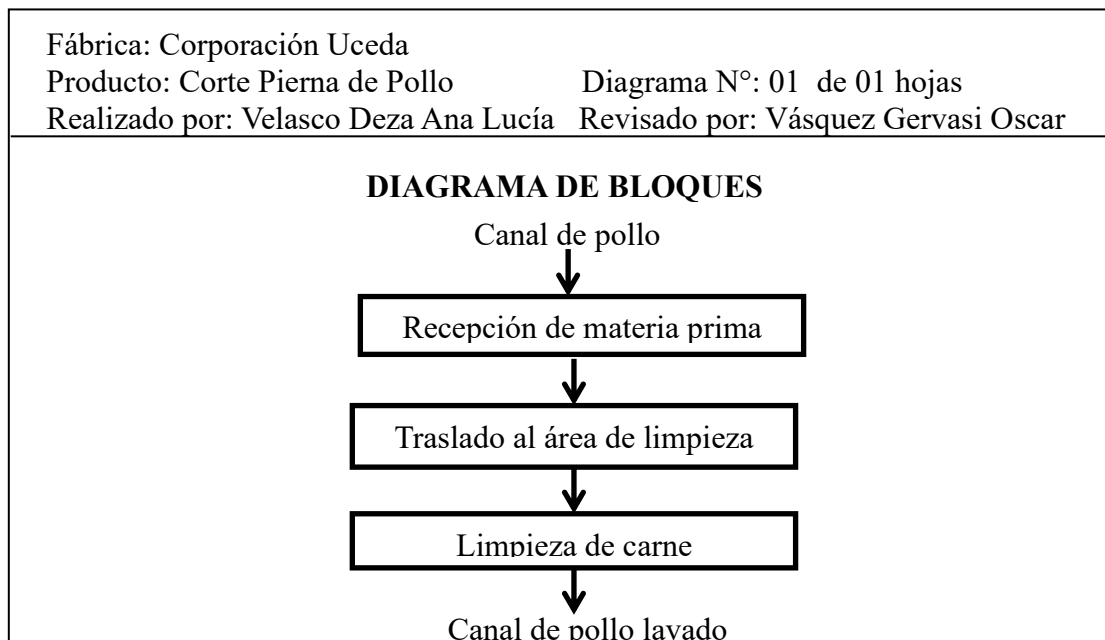 Fábrica: Corporación Uceda
Producto: Corte Pierna de Pollo Diagrama N°: 01 de 01 hojas
Realizado por: Velasco Deza Ana Lucía Revisado por: Vásquez Gervasi Oscar
DIAGRAMA DE BLOQUES
Canal de pollo
Recepción de materia prima
Traslado al área de limpieza
Limpieza de carne
Canal de pollo lavado